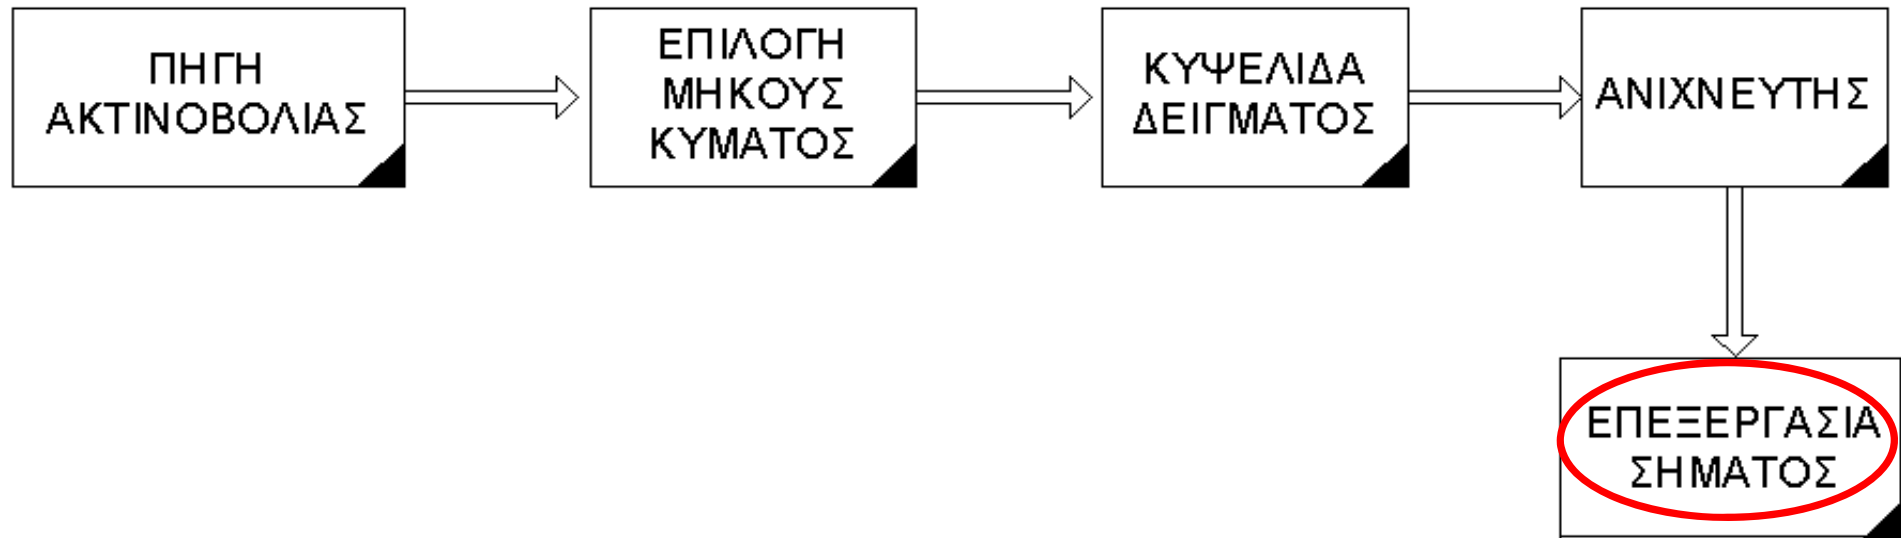 ΠΗΓΗ
ΑΚΤΙΝΟΒΟΛΙΑΣ
ΕΠΙΛΟΓΗ
ΜΗΚΟΥΣ
ΚΥΜΑΤΟΣ
ΚΥΨΕΛΙΔΑ
ΔΕΙΓΜΑΤΟΣ
ΑΝΙΧΝΕΥΤΗΣ
ΕΠΕΞΕΡΓΑΣΙΑ
ΣΗΜΑΤΟΣ